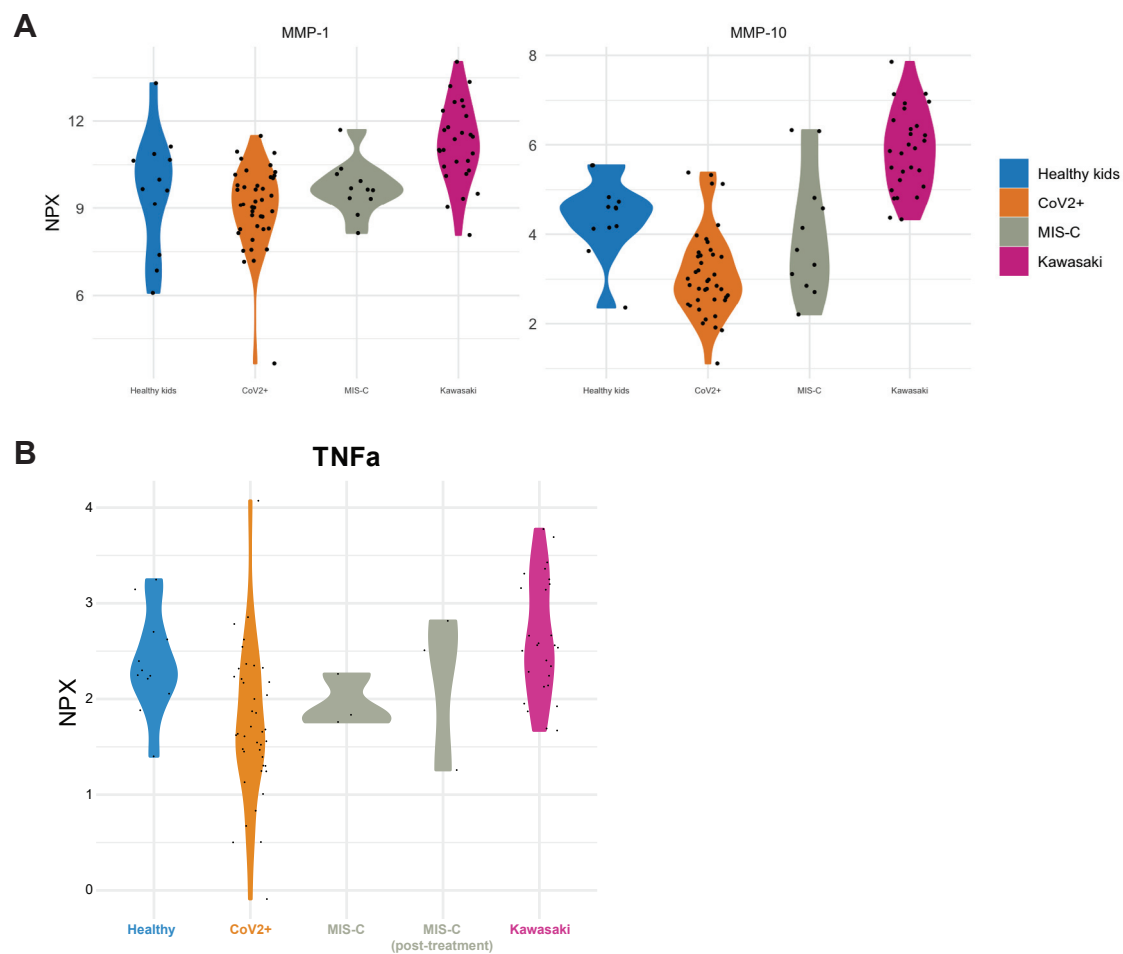 A
MMP-1
MMP-10
NPX
12
9
6
8
6
4
2
Healthy kids
CoV2+
MIS-C
Kawasaki
Healthy kids
CoV2+
MIS-C
Kawasaki
Healthy kids
CoV2+
MIS-C
Kawasaki
B
TNFa
NPX
4
3
2
1
0
Healthy
CoV2+
MIS-C
MIS-C
(post-treatment)
Kawasaki